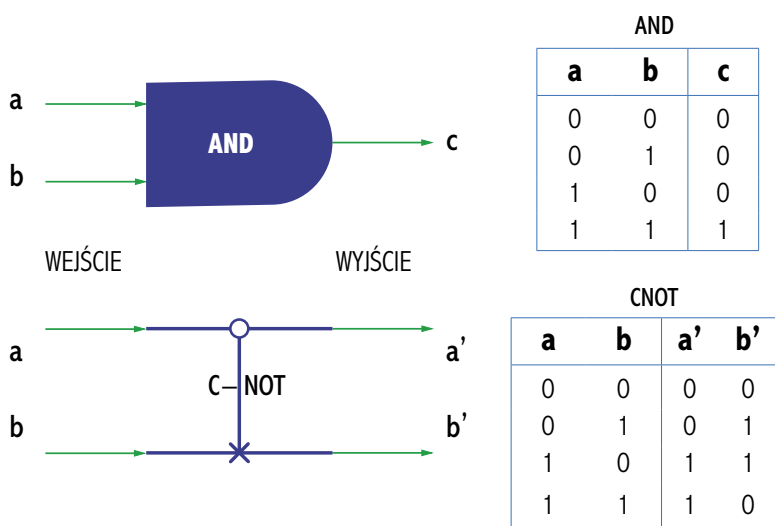 AND
a b c
0 0 0
0 1 0
1 0 0
1 1 1
a
AND
c
b
WEJŚCIE WYJŚCIE
CNOT
a b a’ b’
0 0 0 0
0 1 0 1
1 0 1 1
1 1 1 0
a a’
C–NOT
b b’